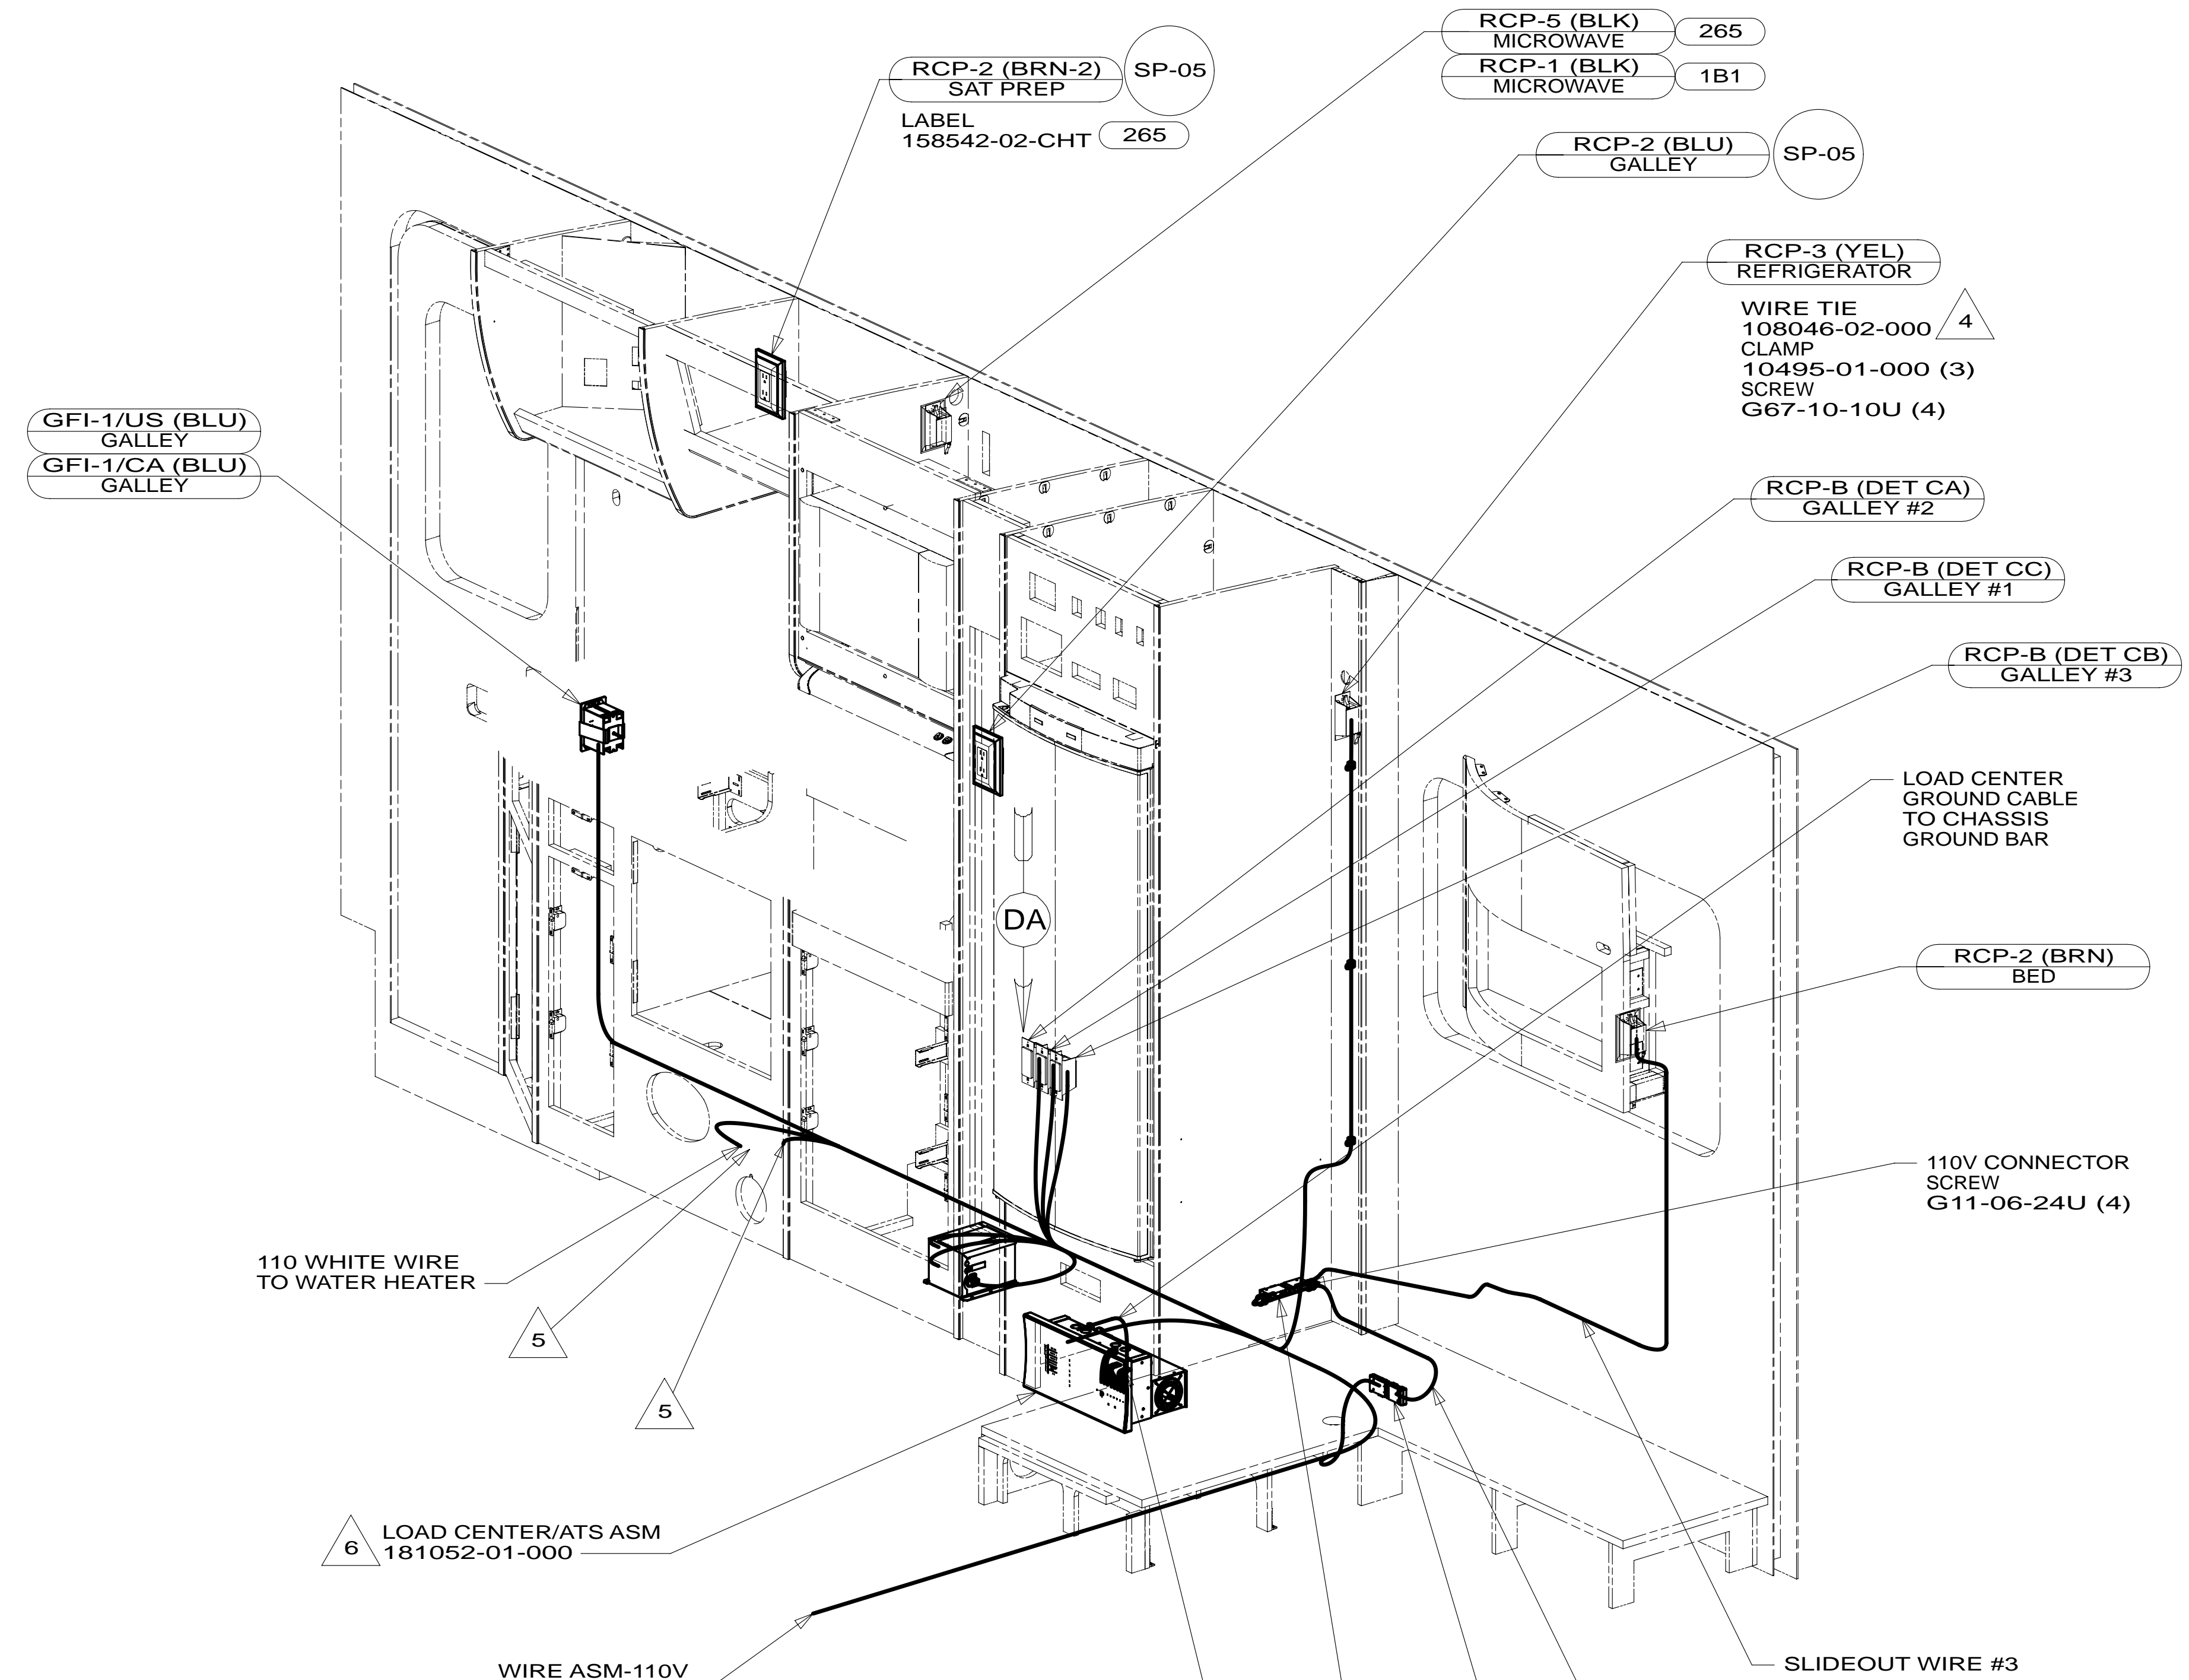 RCP-5 (BLK)
MICROWAVE
265
RCP-1 (BLK)
MICROWAVE
1B1
RCP-2 (BRN-2)
SAT PREP
SP-05
LABEL
158542-02-CHT
265
RCP-2 (BLU)
GALLEY
SP-05
RCP-3 (YEL)
REFRIGERATOR
WIRE TIE
108046-02-000
4
CLAMP
10495-01-000 (3)
SCREW
G67-10-10U (4)
GFI-1/US (BLU)
GALLEY
GFI-1/CA (BLU)
GALLEY
RCP-B (DET CA)
GALLEY #2
RCP-B (DET CC)
GALLEY #1
RCP-B (DET CB)
GALLEY #3
LOAD CENTER
GROUND CABLE
TO CHASSIS
GROUND BAR
DA
RCP-2 (BRN)
BED
110V CONNECTOR
SCREW
G11-06-24U (4)
110 WHITE WIRE
TO WATER HEATER
5
5
6
LOAD CENTER/ATS ASM
181052-01-000
WIRE ASM-110V
SLIDEOUT WIRE #3